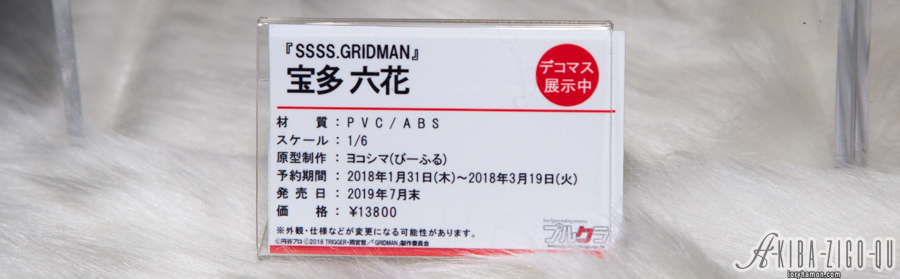 『SSSS.GRIDMAN』
宝多 六花
デコマス
展示中
材質：PVC/ABS
スケール：1/6
原型制作：ヨコシマ(びーふる)
予約期間：2018年1月31日(木)～2018年3月19日(火)
発売日：2019年7月末
価格：¥13800
※外観・仕様などが変更になる可能性があります。
©円谷プロ ©2018 TRIGGER・雨宮哲／「GRIDMAN」製作委員会
プルクラ
AKIBA-ZIGO-OU
loryhamon.com